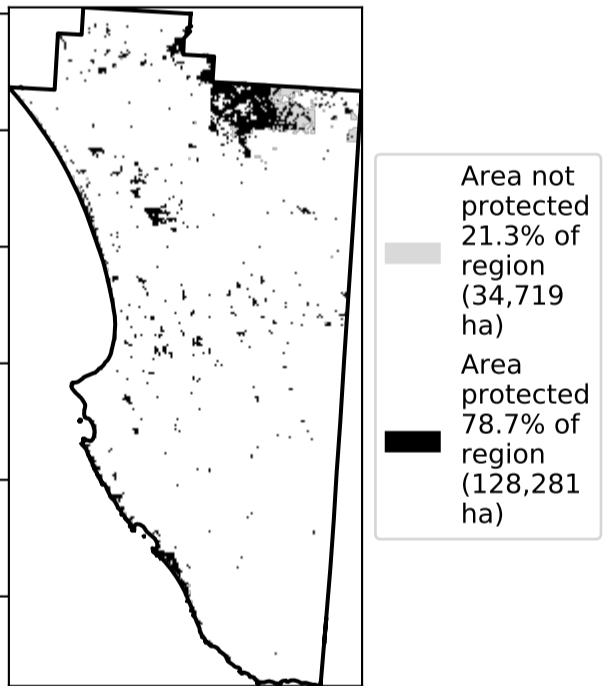 Area not
protected
21.3% of
region
(34,719
ha)
Area
protected
78.7% of
region
(128,281
ha)